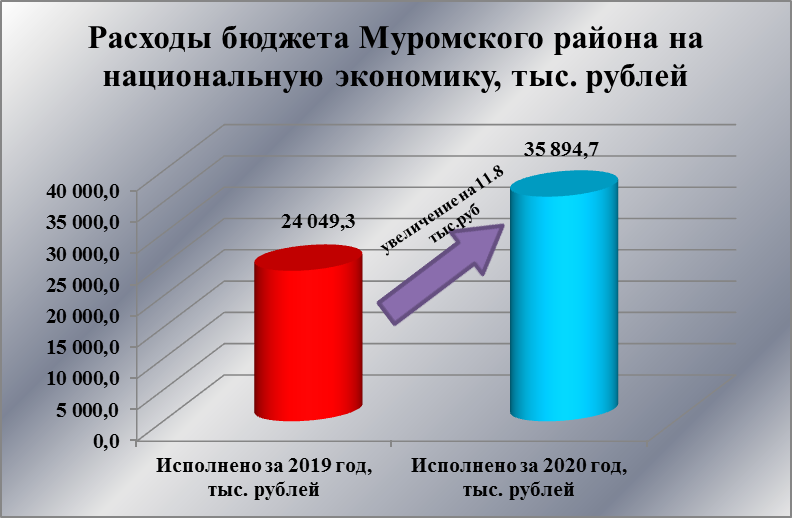 Расходы бюджета Муромского района на
национальную экономику, тыс. рублей
40 000,0
35 000,0
30 000,0
25 000,0
20 000,0
15 000,0
10 000,0
5 000,0
0,0
24 049,3
увеличение на 11.8
тыс.руб
35 894,7
Исполнено за 2019 год,
тыс. рублей
Исполнено за 2020 год,
тыс. рублей